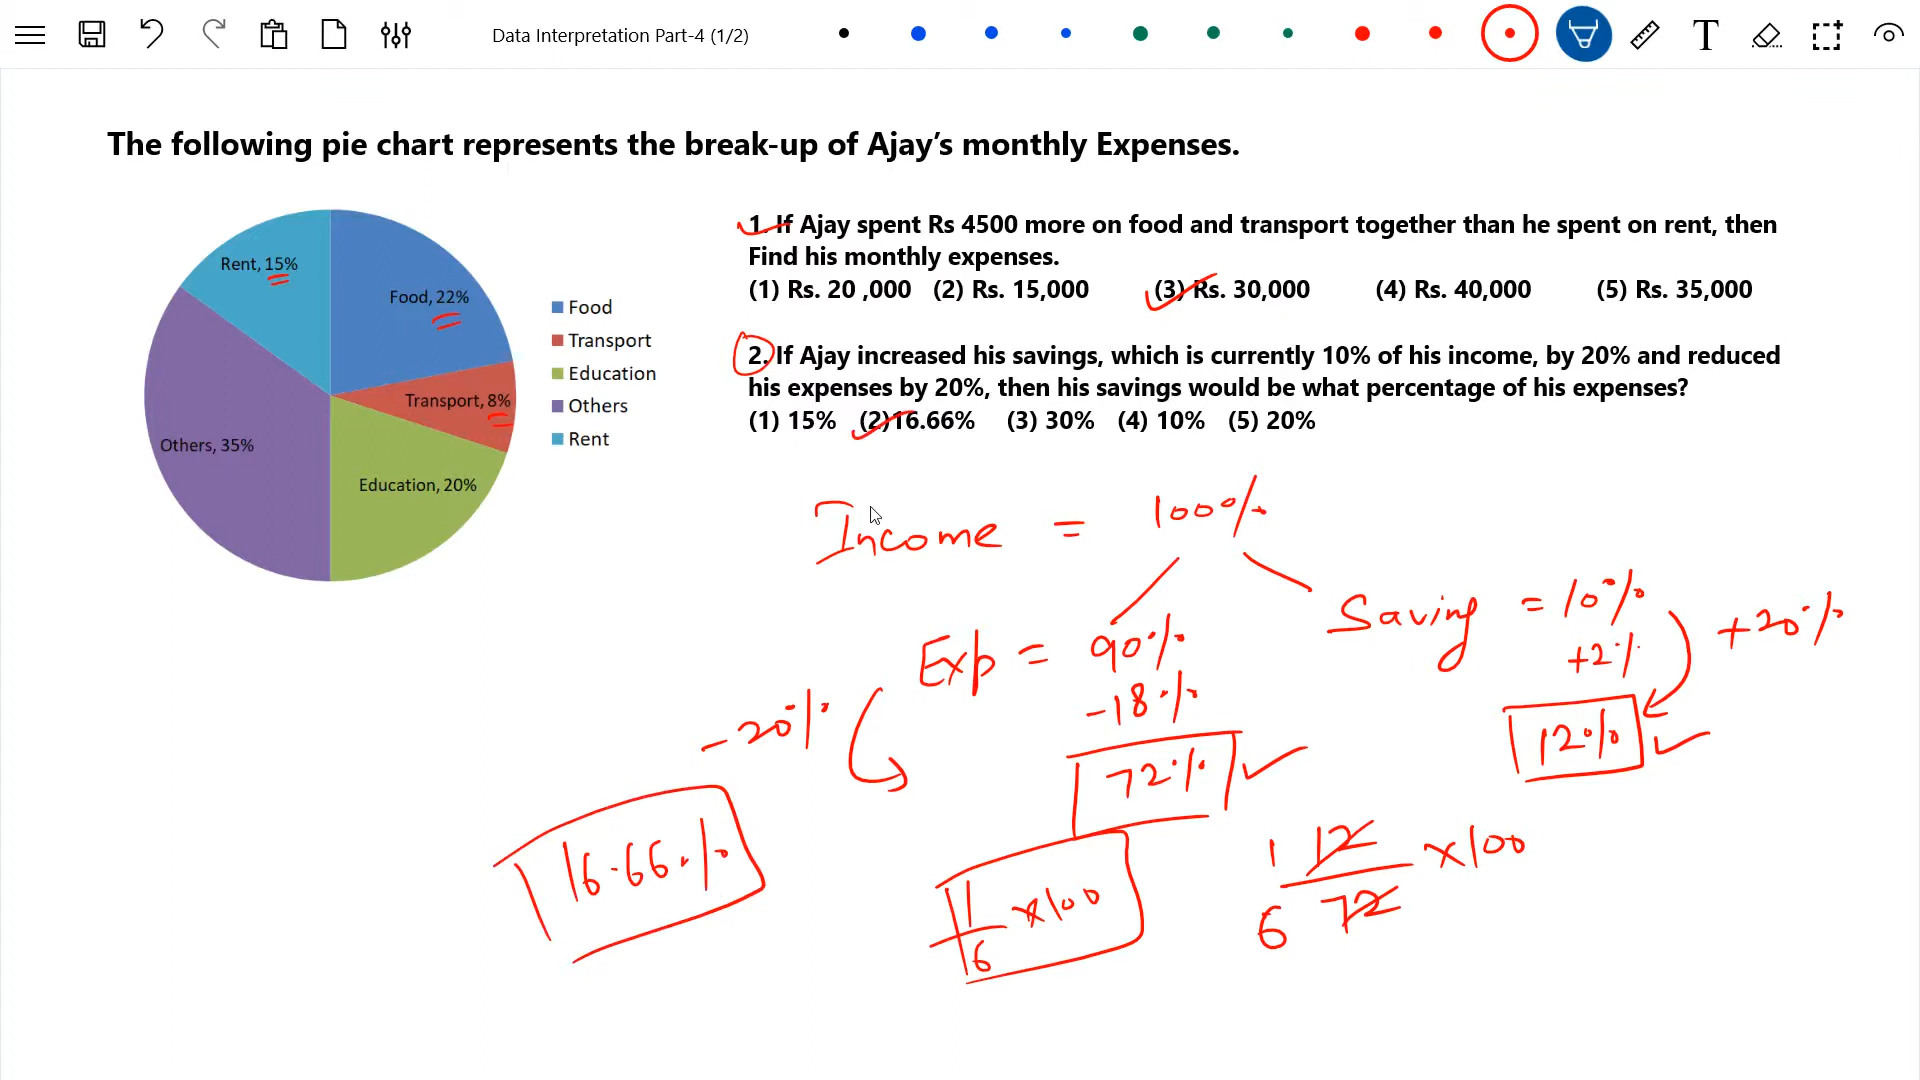 Data Interpretation Part-4 (1/2)
T
The following pie chart represents the break-up of Ajay’s monthly Expenses.
Rent, 15%
Food, 22%
Transport, 8%
Others, 35%
Education, 20%
Food
Transport
Education
Others
Rent
1. If Ajay spent Rs 4500 more on food and transport together than he spent on rent, then
Find his monthly expenses.
(1) Rs. 20 ,000 (2) Rs. 15,000 (3) Rs. 30,000 (4) Rs. 40,000 (5) Rs. 35,000
2. If Ajay increased his savings, which is currently 10% of his income, by 20% and reduced
his expenses by 20%, then his savings would be what percentage of his expenses?
(1) 15% (2)16.66% (3) 30% (4) 10% (5) 20%
Income = 100%
Exp = 90%
-18%
72%
-20%
Saving = 10%
+2%
12%
+20%
1 12
6 72
×100
1
6
×100
16.66%